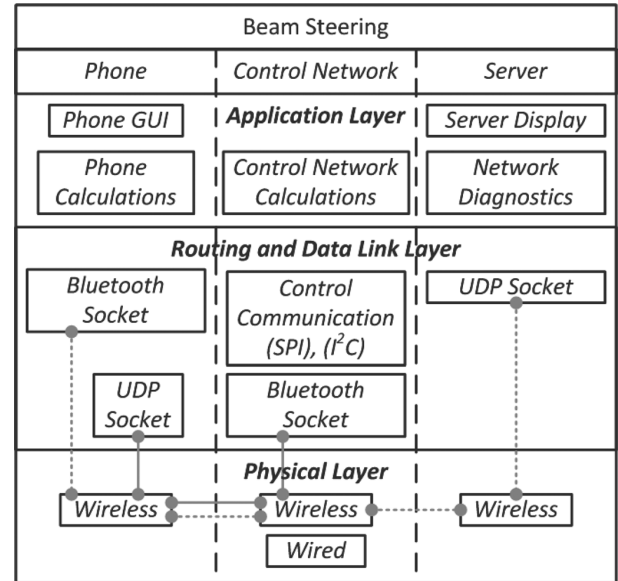 Beam Steering
Phone
Control Network
Server
Application Layer
Phone GUI
Server Display
Phone
Calculations
Control Network
Calculations
Network
Diagnostics
Routing and Data Link Layer
Bluetooth
Socket
Control
Communication
(SPI), (I²C)
UDP Socket
UDP
Socket
Bluetooth
Socket
Physical Layer
Wireless
Wireless
Wireless
Wired